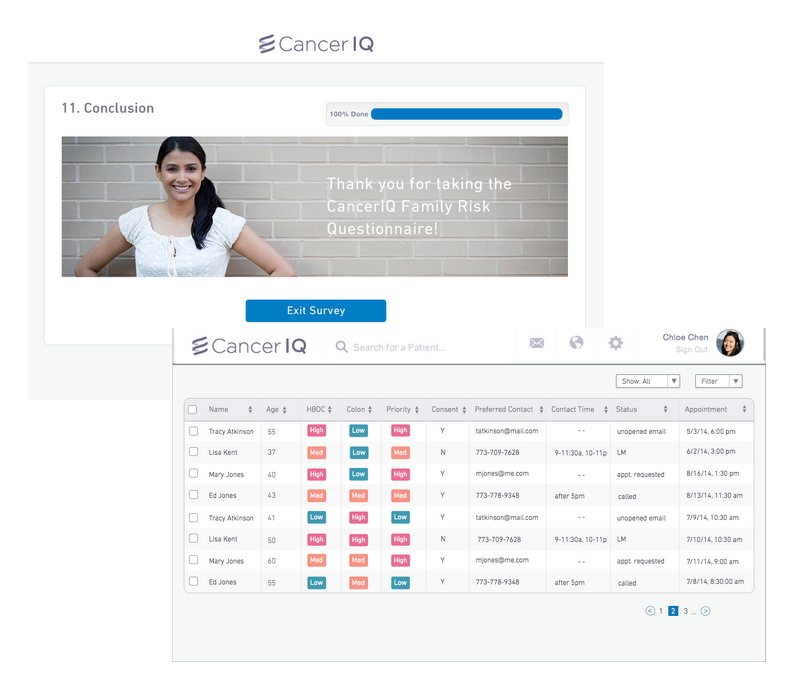 CancerIQ
11. Conclusion
100% Done
Thank you for taking the
CancerIQ Family Risk
Questionnaire!
Exit Survey
CancerIQ
Search for a Patient...
Chloe Chen
Sign Out
Show: All
Filter
Name Age HBOC Colon Priority Consent Preferred Contact Contact Time Status Appointment
Tracy Atkinson 55 High Low High Y tatkinson@mail.com -- unopened email 5/3/14, 6:00 pm
Lisa Kent 37 Med Low Med N 773-709-7628 9-11:30a, 10-11p LM 6/2/14, 3:00 pm
Mary Jones 40 High Low High Y mjones@me.com -- appt. requested 8/16/14, 1:30 pm
Ed Jones 43 Med Med Med Y 773-778-9348 after 5pm called 8/13/14, 11:30 am
Tracy Atkinson 41 Low High Low Y tatkinson@mail.com -- unopened email 7/9/14, 10:30 am
Lisa Kent 50 High High High N 773-709-7628 9-11:30a, 10-11p LM 7/10/14, 10:30 am
Mary Jones 60 Med Med High Y mjones@me.com -- appt. requested 7/11/14, 9:00 am
Ed Jones 55 Low Med Low Y 773-778-9348 after 5pm called 7/8/14, 8:30:00 am
< 1 2 3 ... >